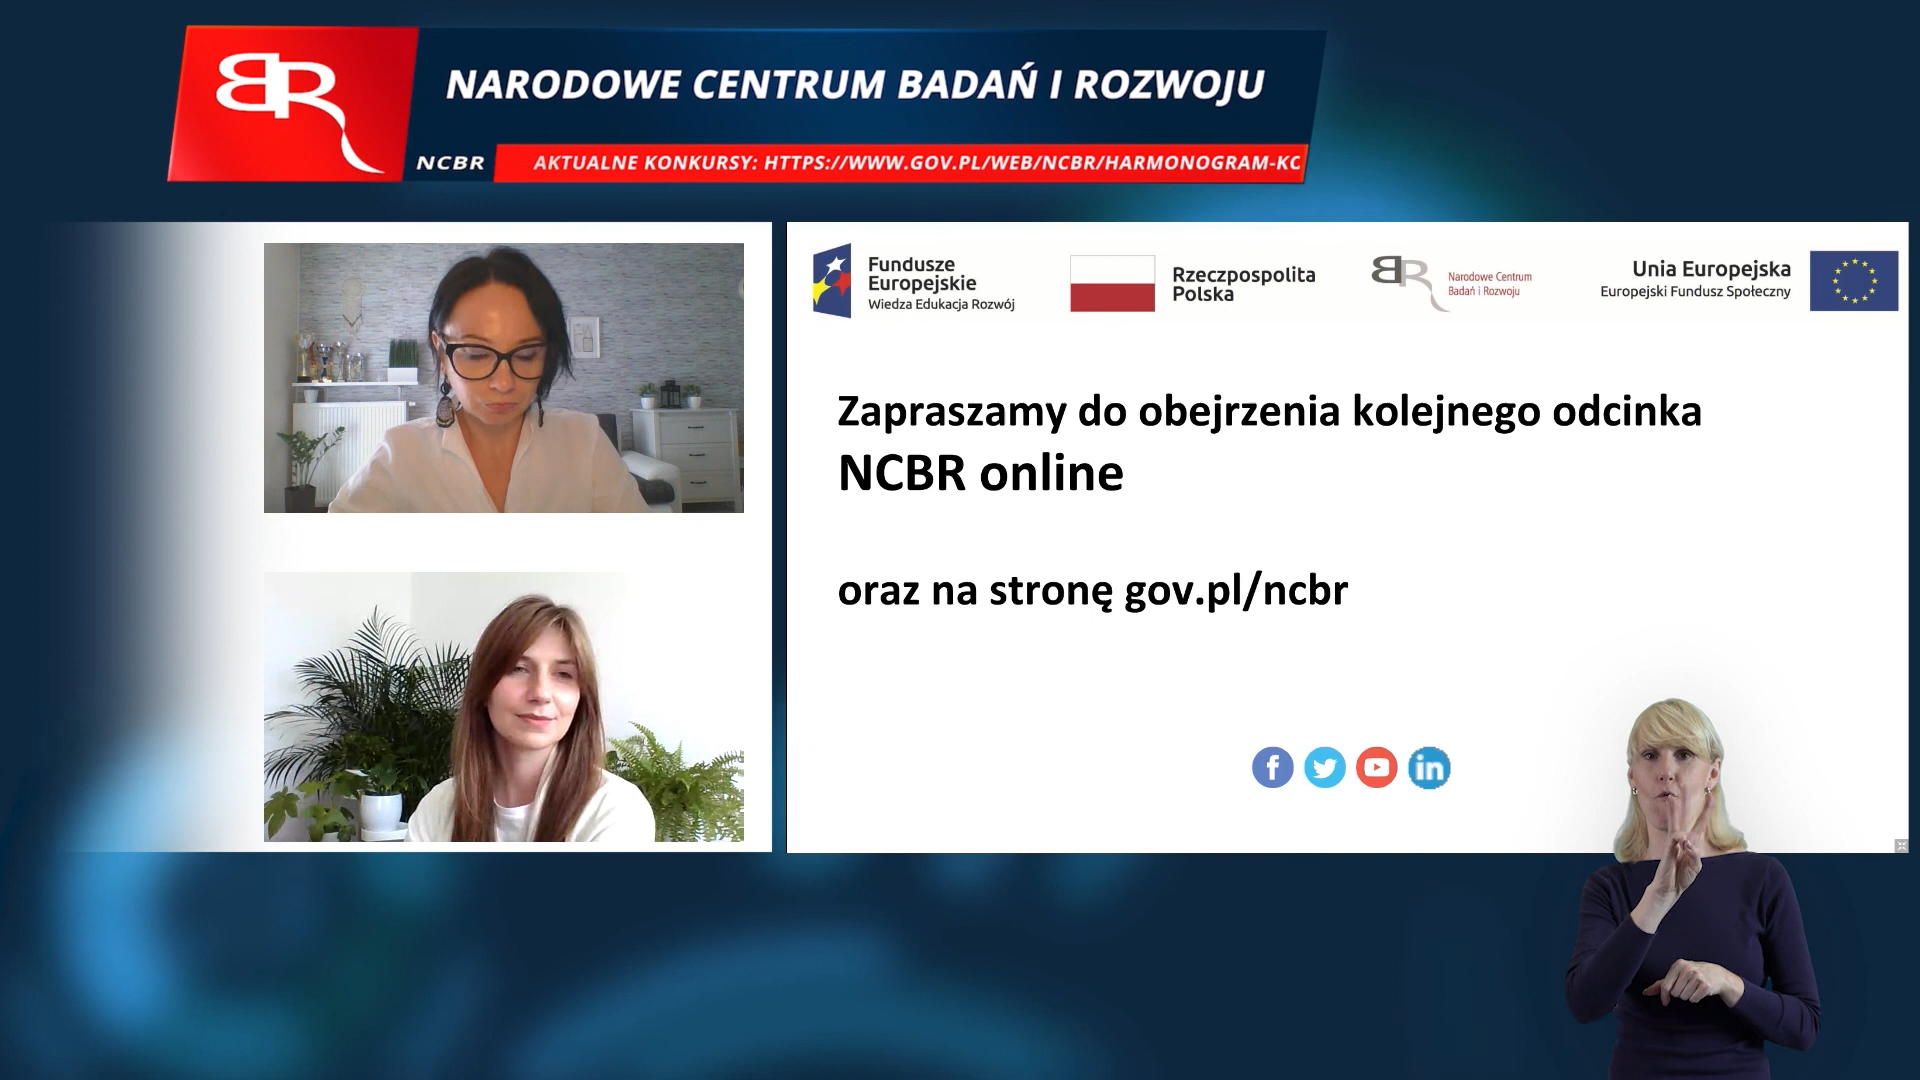 NARODOWE CENTRUM BADAŃ I ROZWOJU
NCBR
AKTUALNE KONKURSY: HTTPS://WWW.GOV.PL/WEB/NCBR/HARMONOGRAM-KC
Fundusze
Europejskie
Wiedza Edukacja Rozwój
Rzeczpospolita
Polska
Narodowe Centrum
Badań i Rozwoju
Unia Europejska
Europejski Fundusz Społeczny
Zapraszamy do obejrzenia kolejnego odcinka
NCBR online
oraz na stronę gov.pl/ncbr